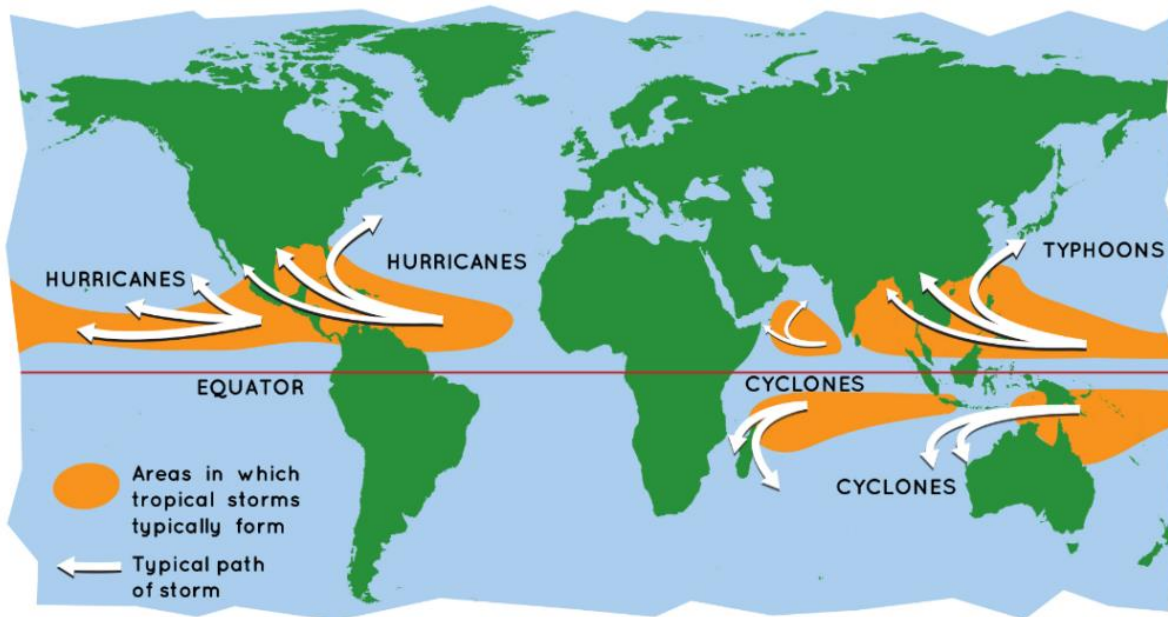 HURRICANES
HURRICANES
TYPHOONS
EQUATOR
CYCLONES
CYCLONES
Areas in which
tropical storms
typically form
Typical path
of storm